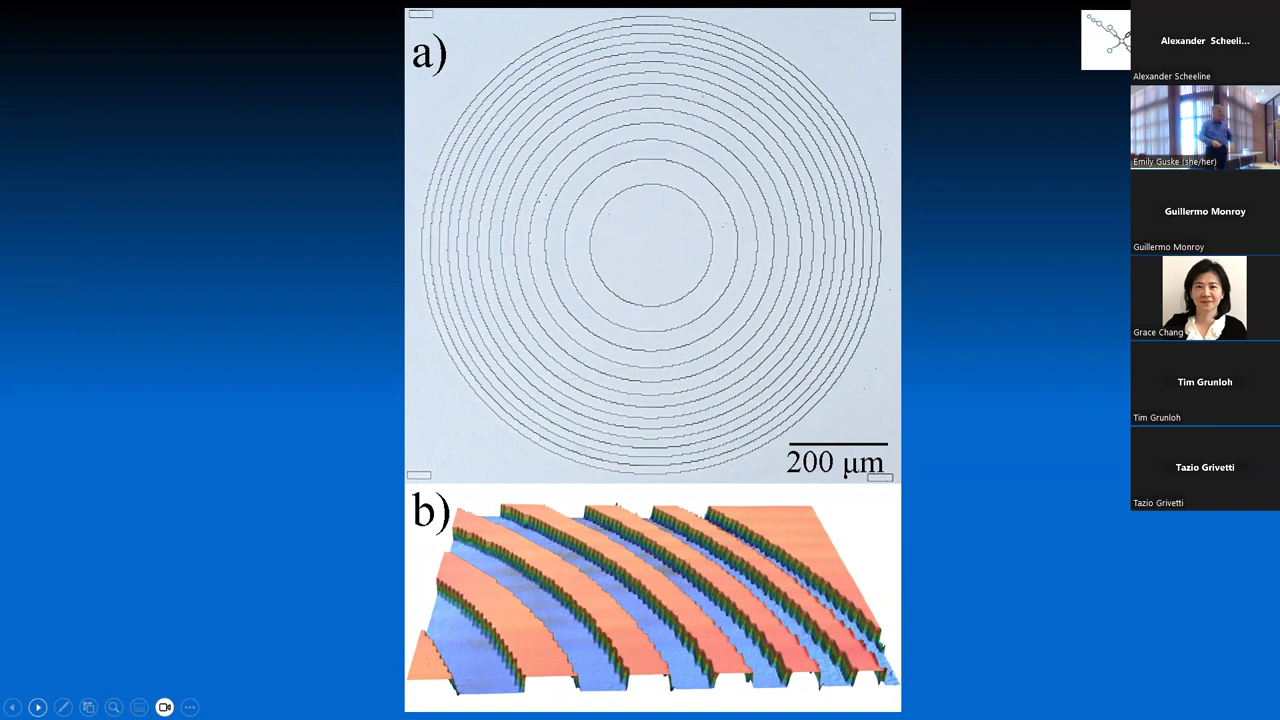 a)
200 μm
b)
Alexander Scheeli...
Alexander Scheeline
Emily Guske (she/her)
Guillermo Monroy
Guillermo Monroy
Grace Chang
Tim Grunloh
Tim Grunloh
Tazio Grivetti
Tazio Grivetti